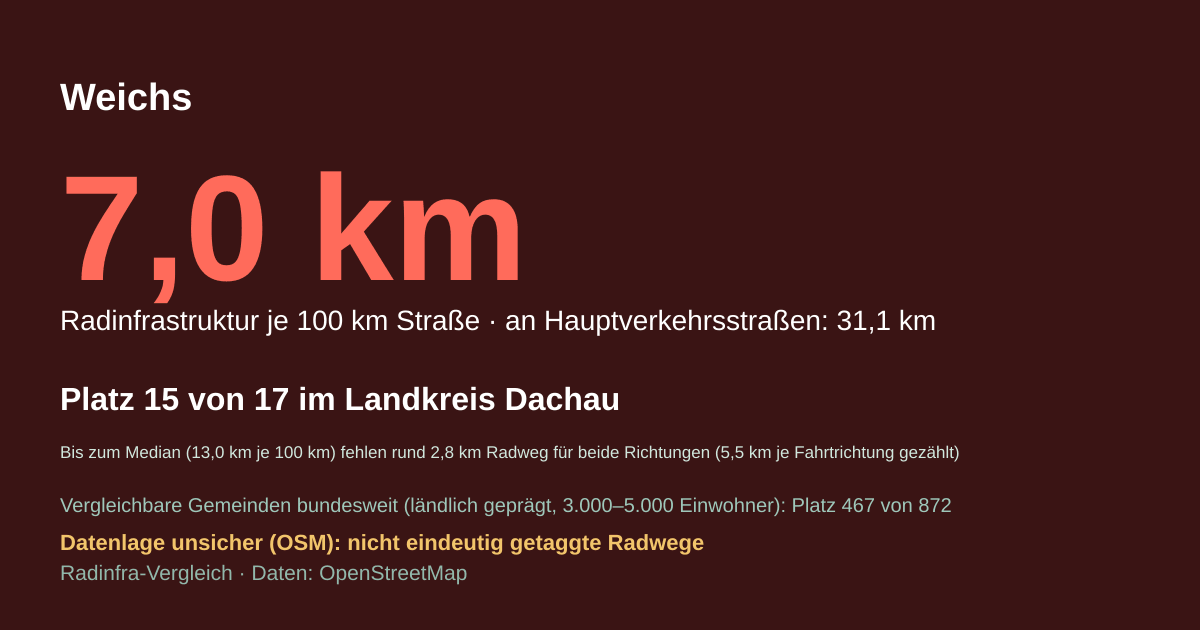 Weichs
7,0 km
Radinfrastruktur je 100 km Straße · an Hauptverkehrsstraßen: 31,1 km
Platz 15 von 17 im Landkreis Dachau
Bis zum Median (13,0 km je 100 km) fehlen rund 2,8 km Radweg für beide Richtungen (5,5 km je Fahrtrichtung gezählt)
Vergleichbare Gemeinden bundesweit (ländlich geprägt, 3.000–5.000 Einwohner): Platz 467 von 872
Datenlage unsicher (OSM): nicht eindeutig getaggte Radwege
Radinfra-Vergleich · Daten: OpenStreetMap